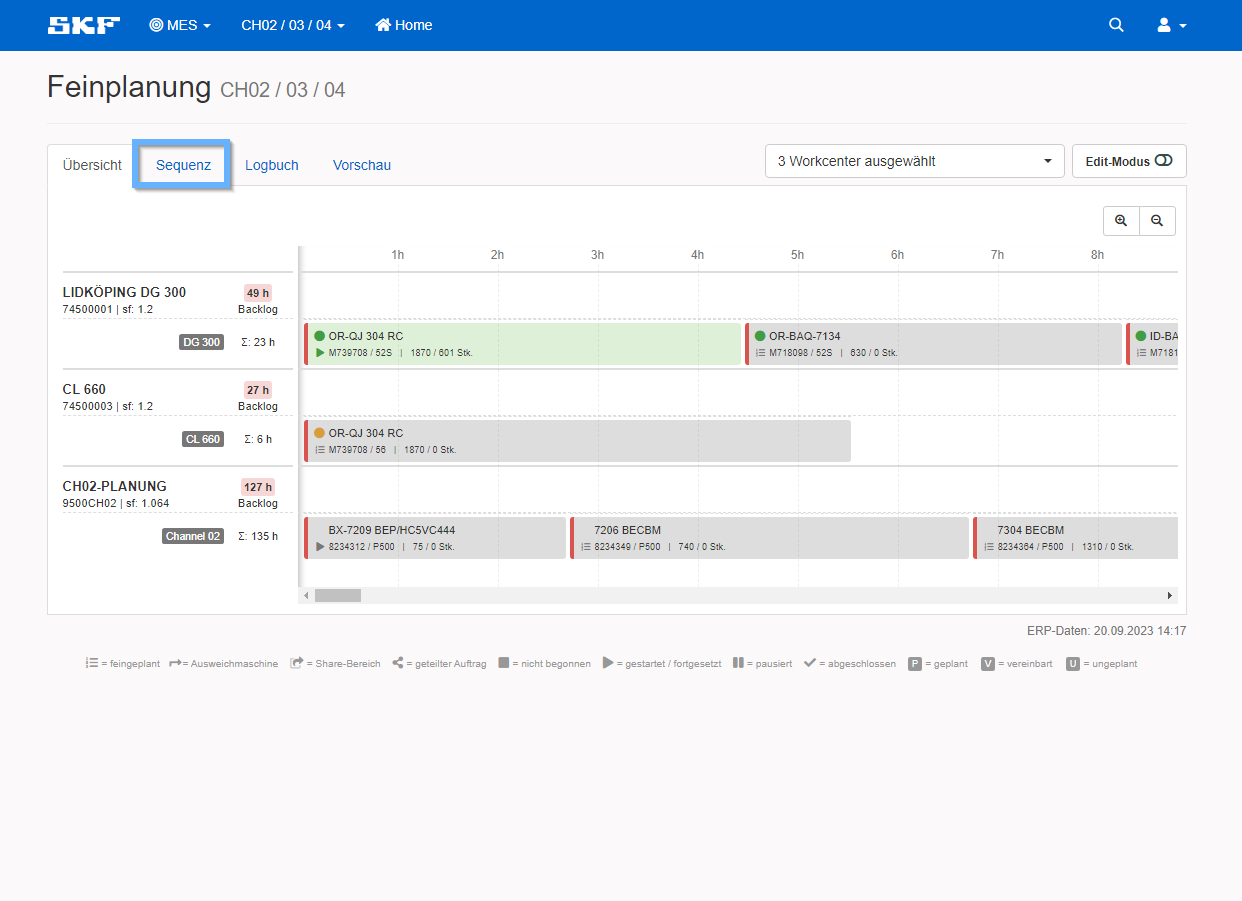 SKF MES CH02 / 03 / 04 Home
Feinplanung CH02 / 03 / 04
Übersicht Sequenz Logbuch Vorschau 3 Workcenter ausgewählt Edit-Modus
1h 2h 3h 4h 5h 6h 7h 8h
LIDKÖPING DG 300 49 h
74500001 | sf: 1.2 Backlog
DG 300 Σ: 23 h
OR-QJ 304 RC
M739708 / 52S | 1870 / 601 Stk.
OR-BAQ-7134
M718098 / 52S | 630 / 0 Stk.
ID-BA
M7181
CL 660 27 h
74500003 | sf: 1.2 Backlog
CL 660 Σ: 6 h
OR-QJ 304 RC
M739708 / 56 | 1870 / 0 Stk.
CH02-PLANUNG 127 h
9500CH02 | sf: 1.064 Backlog
Channel 02 Σ: 135 h
BX-7209 BEP/HC5VC444
8234312 / P500 | 75 / 0 Stk.
7206 BECBM
8234349 / P500 | 740 / 0 Stk.
7304 BECBM
8234364 / P500 | 1310 / 0 Stk.
ERP-Daten: 20.09.2023 14:17
= feingeplant = Ausweichmaschine = Share-Bereich = geteilter Auftrag = nicht begonnen = gestartet / fortgesetzt = pausiert = abgeschlossen P = geplant V = vereinbart U = ungeplant